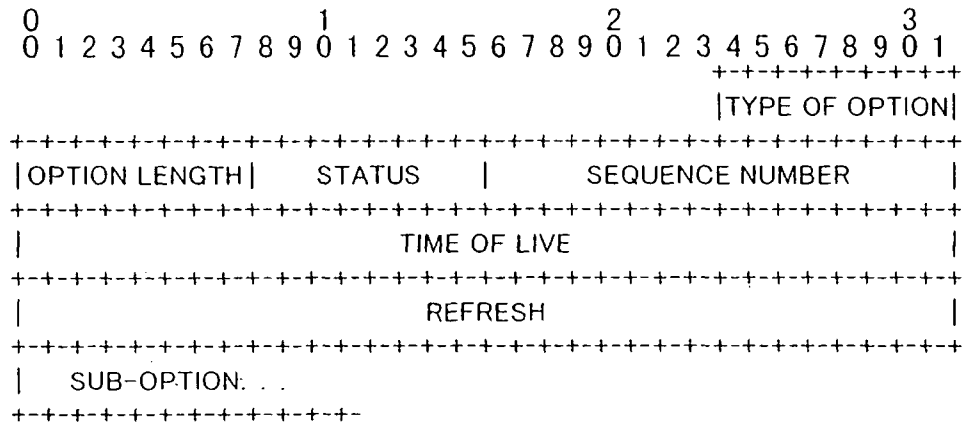 0 1 2 3
0 1 2 3 4 5 6 7 8 9 0 1 2 3 4 5 6 7 8 9 0 1 2 3 4 5 6 7 8 9 0 1
+-+-+-+-+-+-+-+-+
|TYPE OF OPTION|
+-+-+-+-+-+-+-+-+-+-+-+-+-+-+-+-+-+-+-+-+-+-+-+-+-+-+-+-+-+-+-+-+
|OPTION LENGTH| STATUS | SEQUENCE NUMBER |
+-+-+-+-+-+-+-+-+-+-+-+-+-+-+-+-+-+-+-+-+-+-+-+-+-+-+-+-+-+-+-+-+
| TIME OF LIVE |
+-+-+-+-+-+-+-+-+-+-+-+-+-+-+-+-+-+-+-+-+-+-+-+-+-+-+-+-+-+-+-+-+
| REFRESH |
+-+-+-+-+-+-+-+-+-+-+-+-+-+-+-+-+-+-+-+-+-+-+-+-+-+-+-+-+-+-+-+-+
| SUB-OPTION. . .
+-+-+-+-+-+-+-+-+-+-+-+-